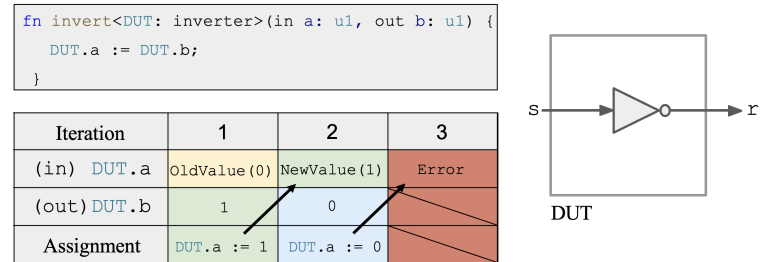 fn invert<DUT: inverter>(in a: u1, out b: u1) {
DUT.a := DUT.b;
}
Iteration 1 2 3
(in) DUT.a OldValue(0) NewValue(1) Error
(out) DUT.b 1 0
Assignment DUT.a := 1 DUT.a := 0
s r
DUT